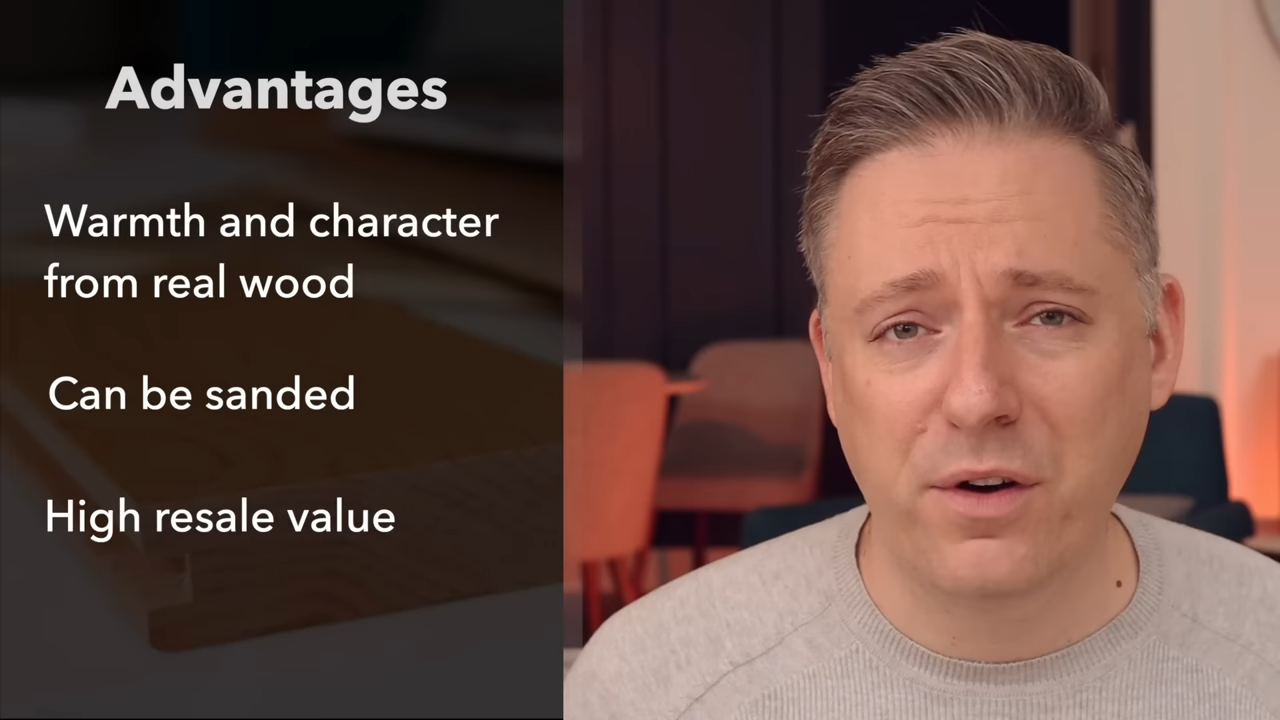 Advantages
Warmth and character
from real wood
Can be sanded
High resale value